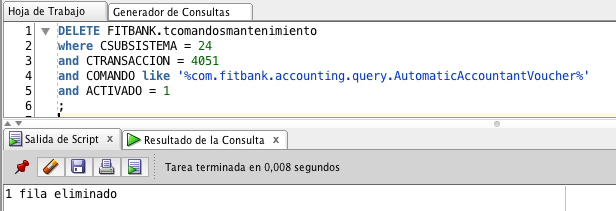 Hoja de Trabajo Generador de Consultas
1 DELETE FITBANK.tcomandosmantenimiento
2 where CSUBSISTEMA = 24
3 and CTRANSACCION = 4051
4 and COMANDO like '%com.fitbank.accounting.query.AutomaticAccountantVoucher%'
5 and ACTIVADO = 1
6 ;
Salida de Script x Resultado de la Consulta x
Tarea terminada en 0,008 segundos
1 fila eliminado